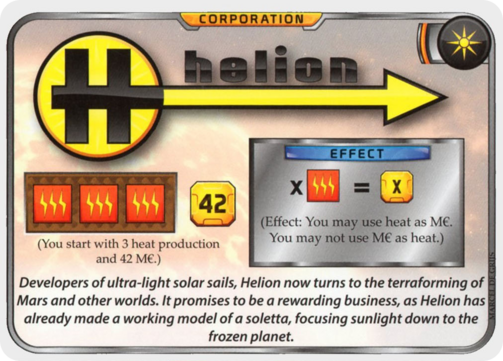 CORPORATION
helion
H
42
X = X
EFFECT
(Effect: You may use heat as M€.
You may not use M€ as heat.)
(You start with 3 heat production
and 42 M€.)
Developers of ultra-light solar sails, Helion now turns to the terraforming of
Mars and other worlds. It promises to be a rewarding business, as Helion has
already made a working model of a soletta, focusing sunlight down to the
frozen planet.